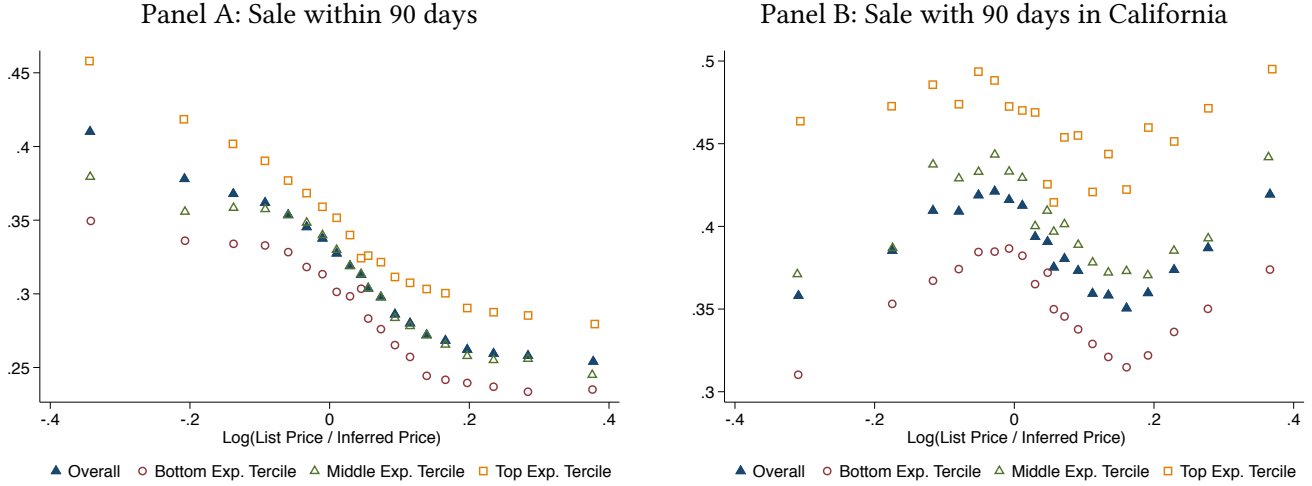 Panel A: Sale within 90 days
.45
.4
.35
.3
.25
-.4 -.2 0 .2 .4
Log(List Price / Inferred Price)
Overall Bottom Exp. Tercile Middle Exp. Tercile Top Exp. Tercile
Panel B: Sale with 90 days in California
.5
.45
.4
.35
.3
-.4 -.2 0 .2 .4
Log(List Price / Inferred Price)
Overall Bottom Exp. Tercile Middle Exp. Tercile Top Exp. Tercile